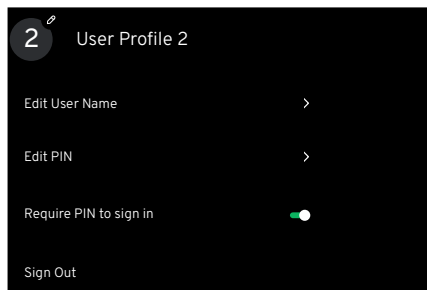 2
User Profile 2
Edit User Name
Edit PIN
Require PIN to sign in
Sign Out